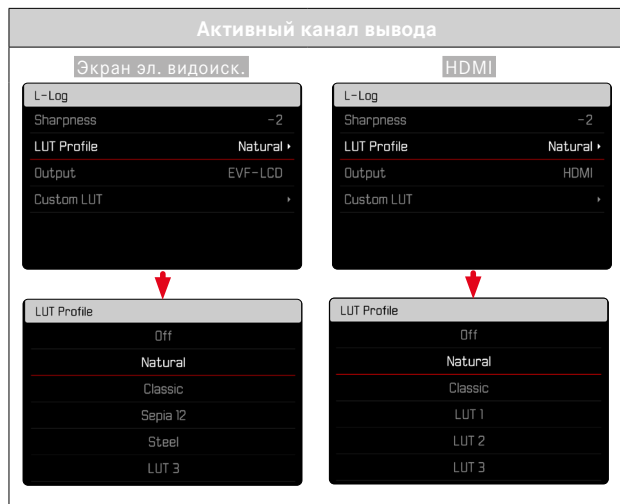 Активный канал вывода
Экран эл. видоиск.
L-Log
Sharpness -2
LUT Profile Natural
Output EVF-LCD
Custom LUT
LUT Profile
Off
Natural
Classic
Sepia 12
Steel
LUT 3
HDMI
L-Log
Sharpness -2
LUT Profile Natural
Output HDMI
Custom LUT
LUT Profile
Off
Natural
Classic
LUT 1
LUT 2
LUT 3